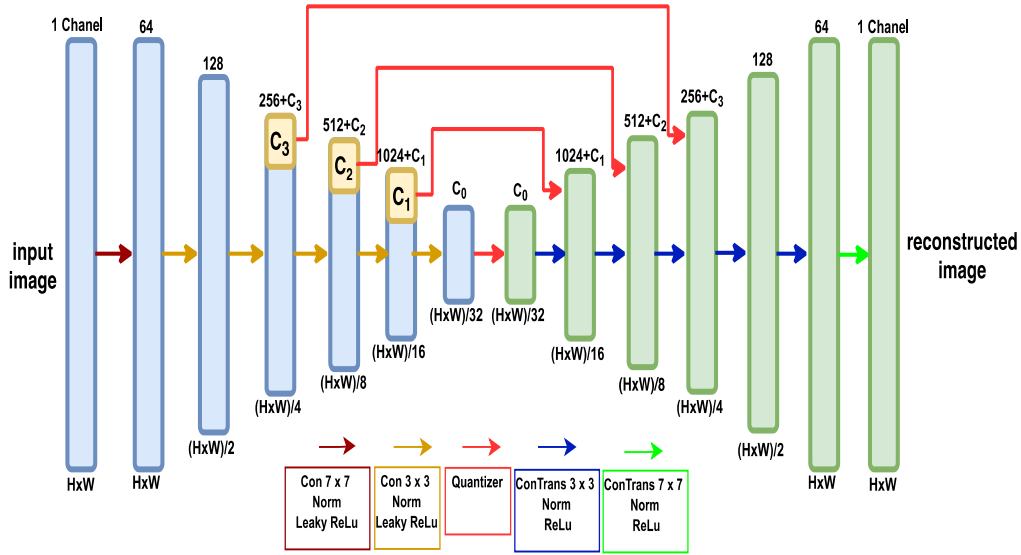 1 Chanel
64
128
256+C₃
512+C₂
1024+C₁
C₀
C₀
1024+C₁
512+C₂
256+C₃
128
64
1 Chanel
C₃
C₂
C₁
input
image
reconstructed
image
HxW
HxW
(HxW)/2
(HxW)/4
(HxW)/8
(HxW)/16
(HxW)/32
(HxW)/32
(HxW)/16
(HxW)/8
(HxW)/4
(HxW)/2
HxW
HxW
Con 7 x 7
Norm
Leaky ReLu
Con 3 x 3
Norm
Leaky ReLu
Quantizer
ConTrans 3 x 3
Norm
ReLu
ConTrans 7 x 7
Norm
ReLu